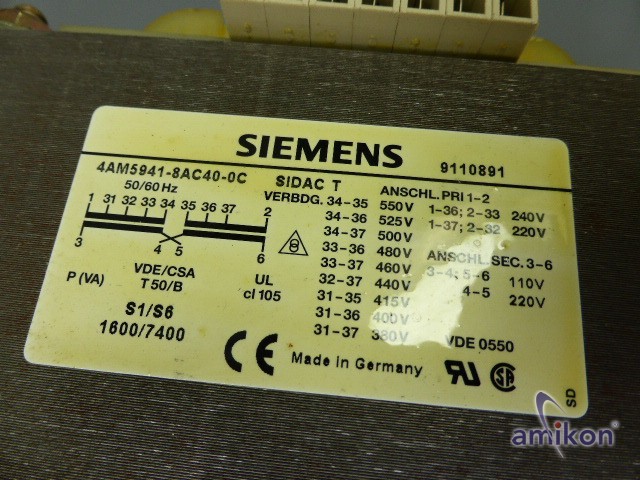 SIEMENS
9110891
4AM5941-8AC40-0C
SIDAC T
50/60 Hz
1 31 32 33 34 35 36 37 2
3 4 5 6
P (VA)
VDE/CSA
T 50/B
UL
cl 105
S1/S6
1600/7400
VERBDG. 34-35 550V
34-36 525V
34-37 500V
33-36 480V
33-37 460V
32-37 440V
31-35 415V
31-36 400V
31-37 380V
ANSCHL. PRI 1-2
1-36; 2-33 240V
1-37; 2-32 220V
ANSCHL. SEC. 3-6
3-4; 5-6 110V
4-5 220V
VDE 0550
CE Made in Germany
SD
amikon